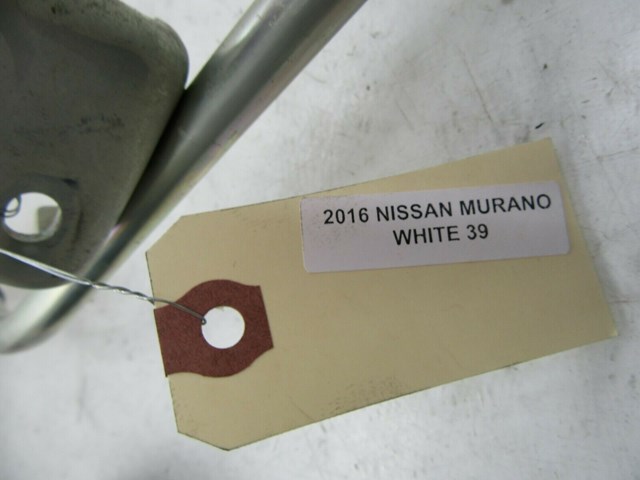 2016 NISSAN MURANO
WHITE 39